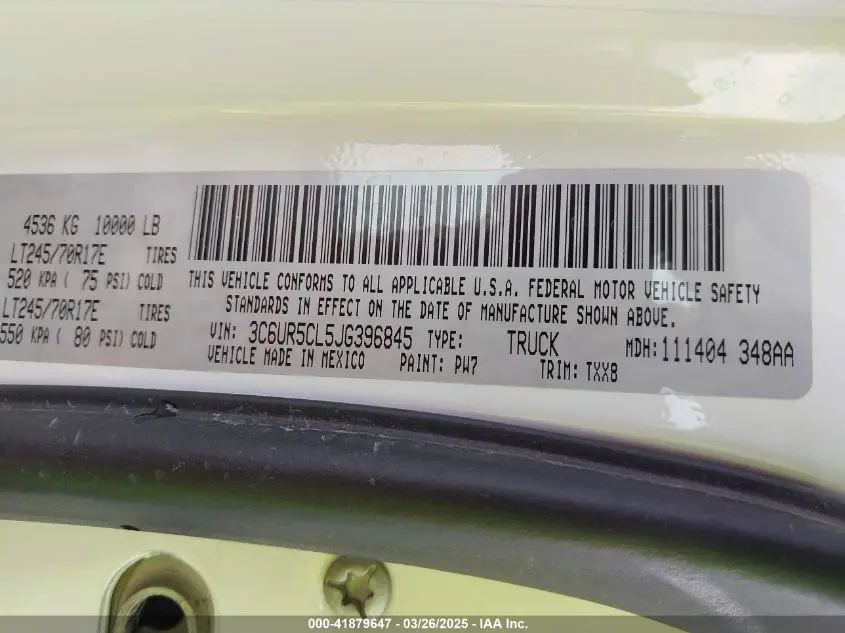 4536 KG 10000 LB
LT245/70R17E TIRES
520 KPA ( 75 PSI) COLD
LT245/70R17E TIRES
550 KPA ( 80 PSI) COLD
THIS VEHICLE CONFORMS TO ALL APPLICABLE U.S.A. FEDERAL MOTOR VEHICLE SAFETY
STANDARDS IN EFFECT ON THE DATE OF MANUFACTURE SHOWN ABOVE.
VIN: 3C6UR5CL5JG396845 TYPE: TRUCK MDH: 111404 348AA
VEHICLE MADE IN MEXICO PAINT: PW7 TRIM: TXX8
000-41879647 - 03/26/2025 - IAA Inc.